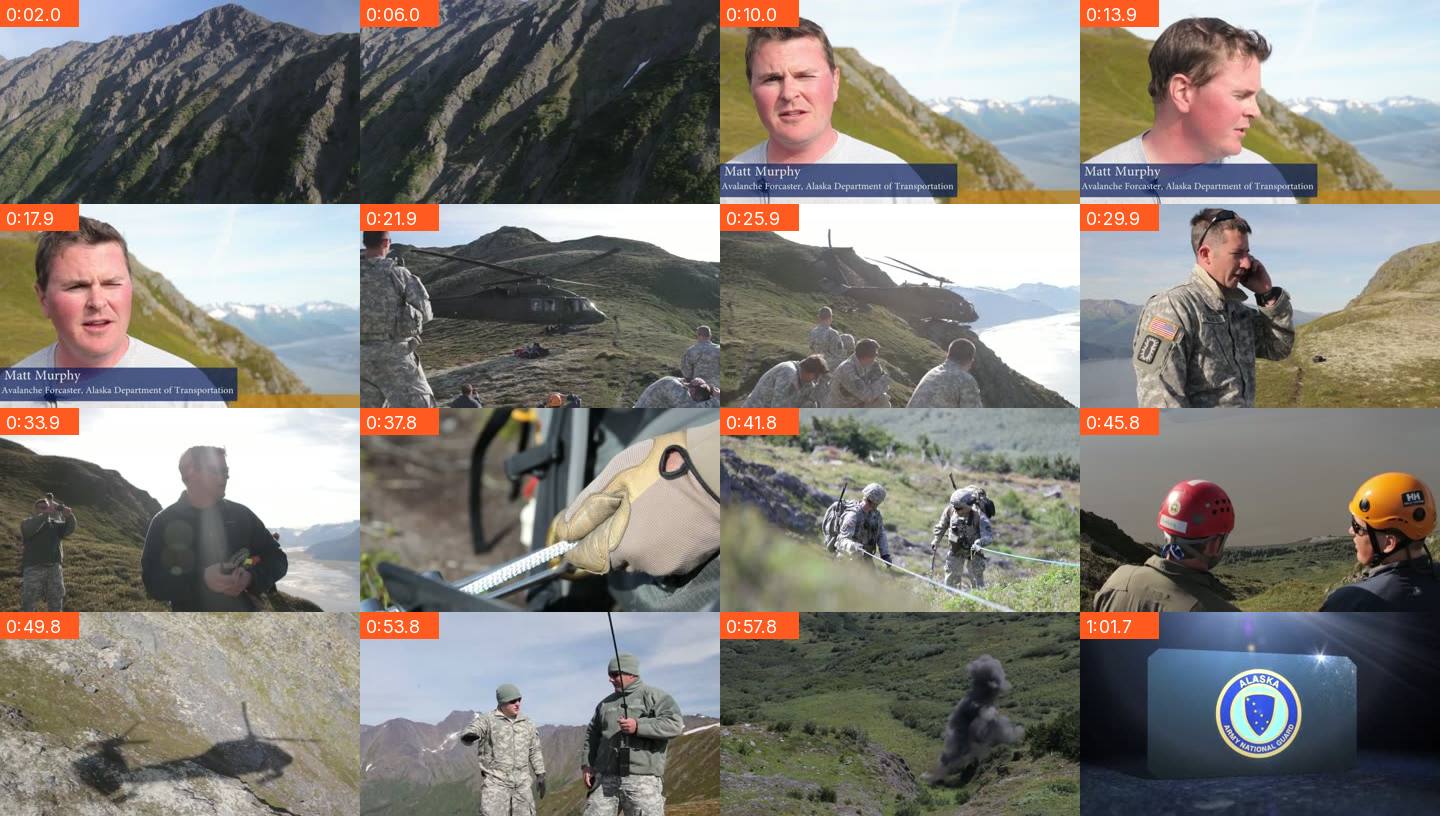 0:02.0
0:06.0
0:10.0
Matt Murphy
Avalanche Forcaster, Alaska Department of Transportation
0:13.9
Matt Murphy
Avalanche Forcaster, Alaska Department of Transportation
0:17.9
Matt Murphy
Avalanche Forcaster, Alaska Department of Transportation
0:21.9
0:25.9
0:29.9
0:33.9
0:37.8
0:41.8
0:45.8
HH
0:49.8
0:53.8
0:57.8
1:01.7
ALASKA
ARMY NATIONAL GUARD